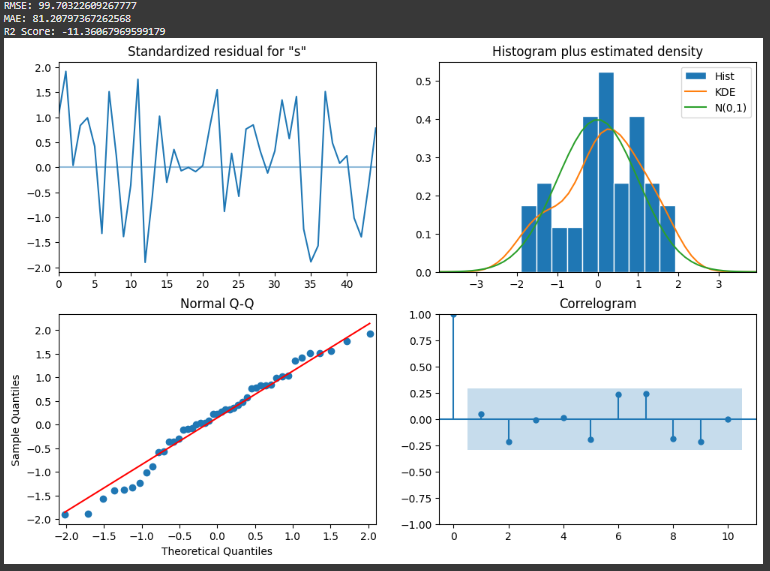 RMSE: 99.70322609267777
MAE: 81.20797367262568
R2 Score: -11.36067969599179
Standardized residual for "s"
2.0
1.5
1.0
0.5
0.0
−0.5
−1.0
−1.5
−2.0
0 5 10 15 20 25 30 35 40
Histogram plus estimated density
Hist
KDE
N(0,1)
0.5
0.4
0.3
0.2
0.1
0.0
−3 −2 −1 0 1 2 3
Normal Q-Q
Sample Quantiles
2.0
1.5
1.0
0.5
0.0
−0.5
−1.0
−1.5
−2.0
−2.0 −1.5 −1.0 −0.5 0.0 0.5 1.0 1.5 2.0
Theoretical Quantiles
Correlogram
1.00
0.75
0.50
0.25
0.00
−0.25
−0.50
−0.75
−1.00
0 2 4 6 8 10